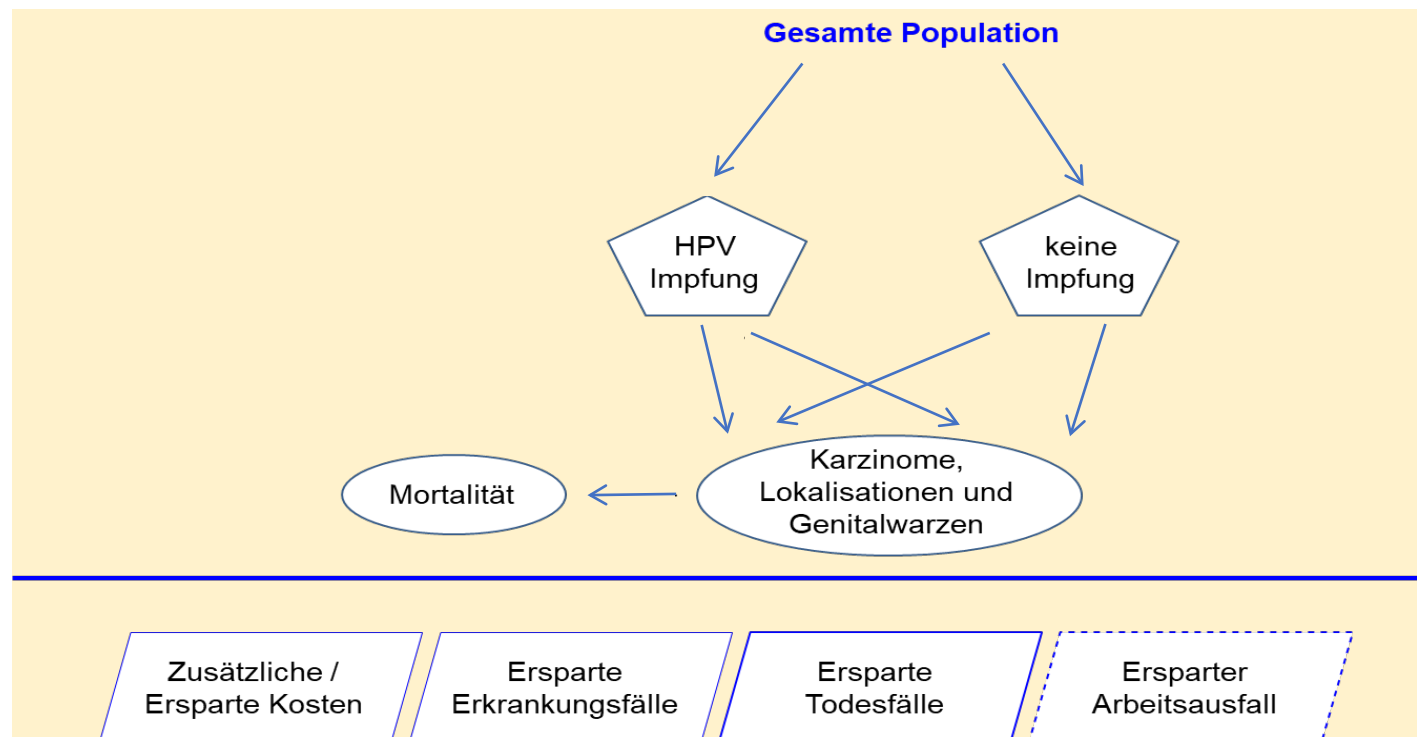 Gesamte Population
HPV
Impfung
keine
Impfung
Mortalität
Karzinome,
Lokalisationen und
Genitalwarzen
Zusätzliche /
Ersparte Kosten
Ersparte
Erkrankungsfälle
Ersparte
Todesfälle
Ersparter
Arbeitsausfall